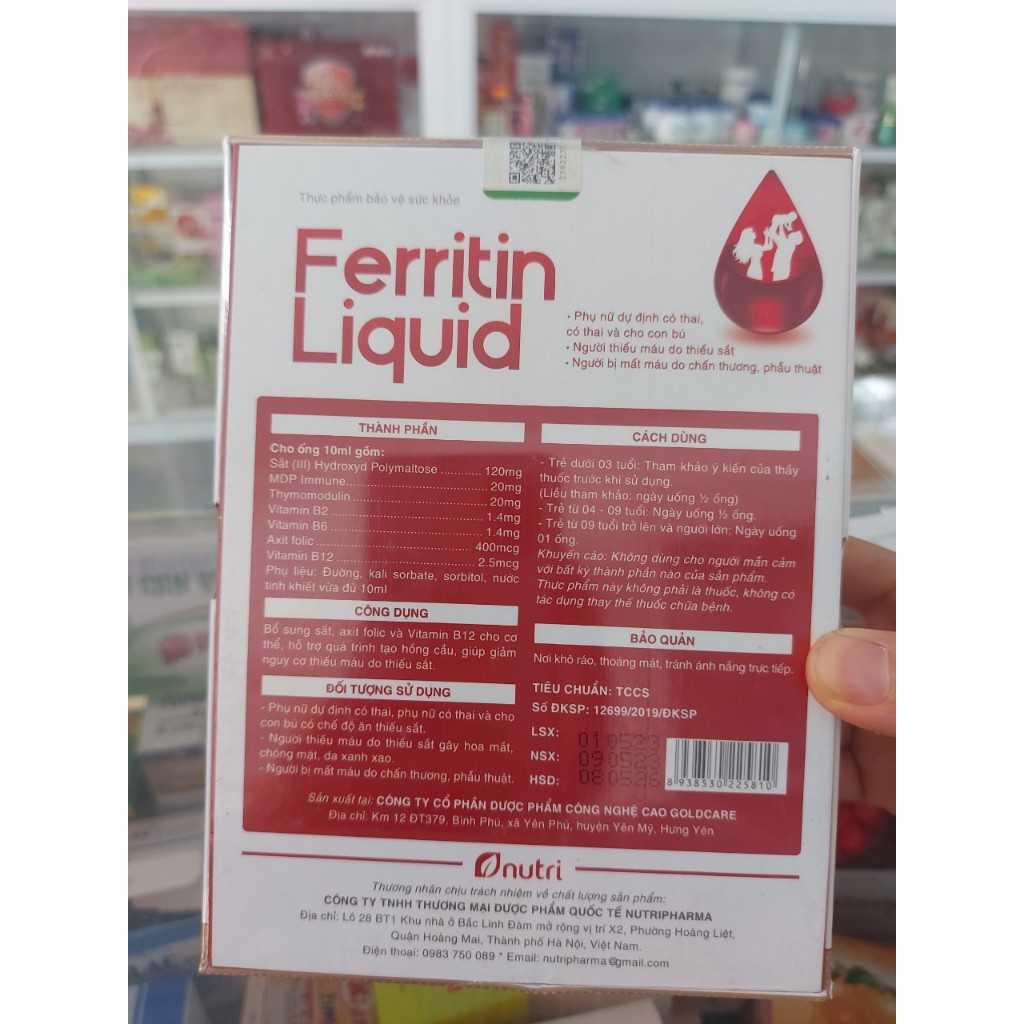 Thực phẩm bảo vệ sức khỏe
Ferritin
Liquid
• Phụ nữ dự định có thai,
có thai và cho con bú
• Người thiếu máu do thiếu sắt
• Người bị mất máu do chấn thương, phẫu thuật
THÀNH PHẦN
Cho ống 10ml gồm:
Sắt (III) Hydroxyd Polymaltose ............ 120mg
MDP Immune.......................................... 20mg
Thymomodulin......................................... 20mg
Vitamin B2............................................. 1.4mg
Vitamin B6............................................. 1.4mg
Axit folic............................................. 400mcg
Vitamin B12.......................................... 2.5mcg
Phụ liệu: Đường, kali sorbate, sorbitol, nước
tinh khiết vừa đủ 10ml
CÔNG DỤNG
Bổ sung sắt, axit folic và Vitamin B12 cho cơ
thể, hỗ trợ quá trình tạo hồng cầu, giúp giảm
nguy cơ thiếu máu do thiếu sắt.
ĐỐI TƯỢNG SỬ DỤNG
- Phụ nữ dự định có thai, phụ nữ có thai và cho
con bú có chế độ ăn thiếu sắt.
- Người thiếu máu do thiếu sắt gây hoa mắt,
chóng mặt, da xanh xao.
- Người bị mất máu do chấn thương, phẫu thuật.
CÁCH DÙNG
- Trẻ dưới 03 tuổi: Tham khảo ý kiến của thầy
thuốc trước khi sử dụng.
(Liều tham khảo: ngày uống ½ ống)
- Trẻ từ 04 - 09 tuổi: Ngày uống ½ ống.
- Trẻ từ 09 tuổi trở lên và người lớn: Ngày uống
01 ống.
Khuyến cáo: Không dùng cho người mẫn cảm
với bất kỳ thành phần nào của sản phẩm.
Thực phẩm này không phải là thuốc, không có
tác dụng thay thế thuốc chữa bệnh.
BẢO QUẢN
Nơi khô ráo, thoáng mát, tránh ánh nắng trực tiếp.
TIÊU CHUẨN: TCCS
Số ĐKSP: 12699/2019/ĐKSP
LSX: 010523
NSX: 090523
HSD: 080526
8 938530 225810
Sản xuất tại: CÔNG TY CỔ PHẦN DƯỢC PHẨM CÔNG NGHỆ CAO GOLDCARE
Địa chỉ: Km 12 ĐT379, Bình Phú, xã Yên Phú, huyện Yên Mỹ, Hưng Yên
nutri
Thương nhân chịu trách nhiệm về chất lượng sản phẩm:
CÔNG TY TNHH THƯƠNG MẠI DƯỢC PHẨM QUỐC TẾ NUTRIPHARMA
Địa chỉ: Lô 28 BT1 Khu nhà ở Bắc Linh Đàm mở rộng vị trí X2, Phường Hoàng Liệt,
Quận Hoàng Mai, Thành phố Hà Nội, Việt Nam.
Điện thoại: 0983 750 089 * Email: nutripharma@gmail.com